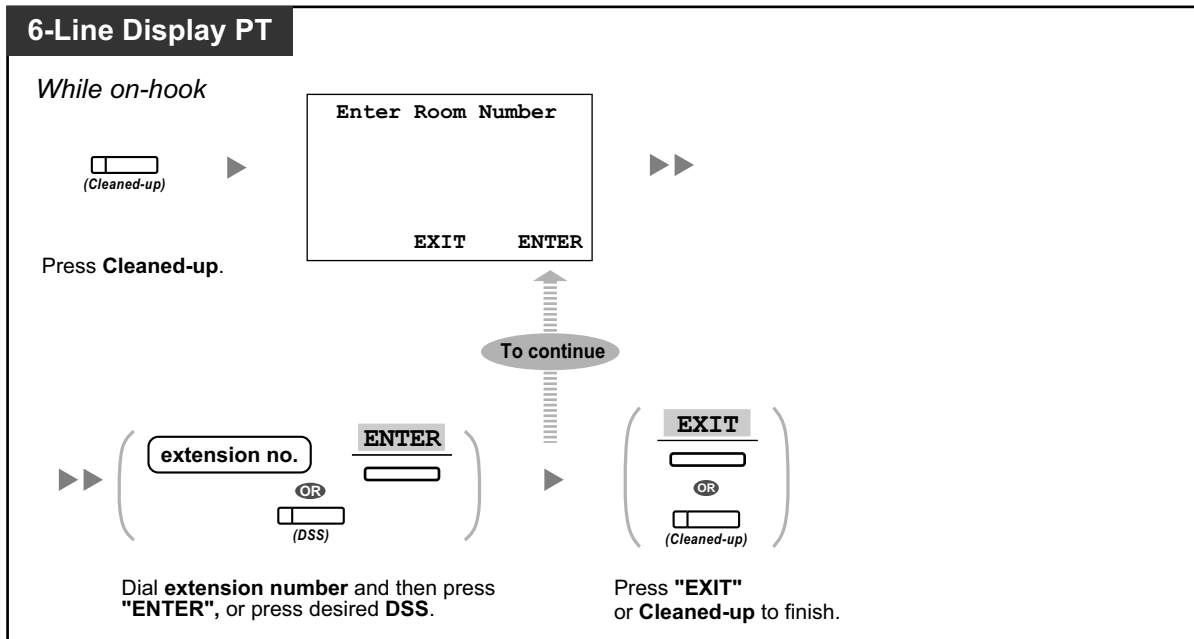 6-Line Display PT
While on-hook
(Cleaned-up)
Press Cleaned-up.
Enter Room Number
EXIT ENTER
To continue
extension no.
ENTER
OR
(DSS)
Dial extension number and then press
"ENTER", or press desired DSS.
EXIT
OR
(Cleaned-up)
Press "EXIT"
or Cleaned-up to finish.